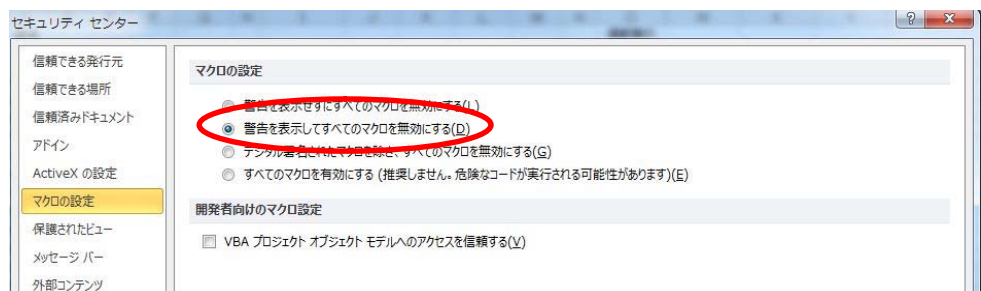 セキュリティ センター
信頼できる発行元
信頼できる場所
信頼済みドキュメント
アドイン
ActiveX の設定
マクロの設定
保護されたビュー
メッセージ バー
外部コンテンツ
マクロの設定
警告を表示せずにすべてのマクロを無効にする(L)
警告を表示してすべてのマクロを無効にする(D)
デジタル署名されたマクロを除き、すべてのマクロを無効にする(G)
すべてのマクロを有効にする (推奨しません。危険なコードが実行される可能性があります)(E)
開発者向けのマクロ設定
VBA プロジェクト オブジェクト モデルへのアクセスを信頼する(V)